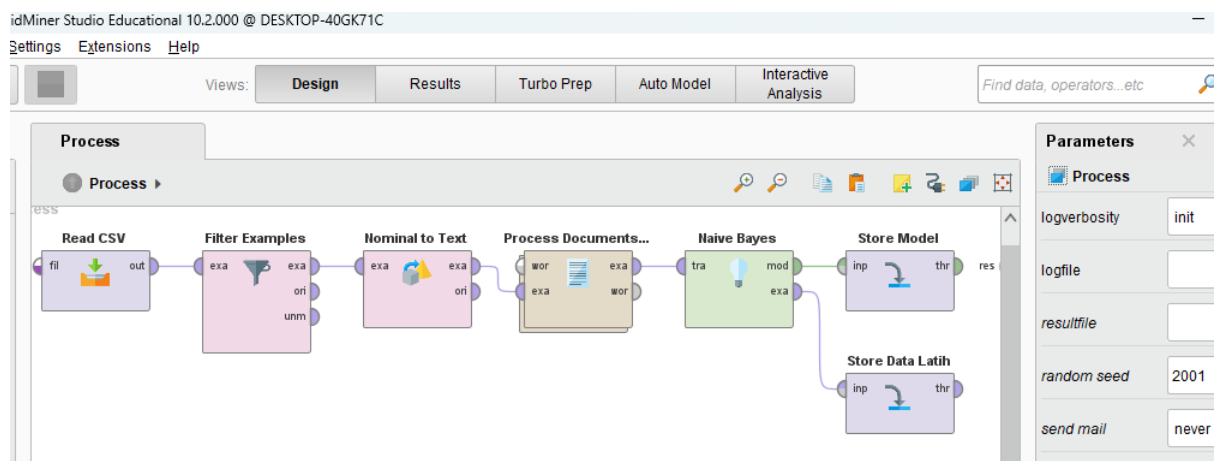 idMiner Studio Educational 10.2.000 @ DESKTOP-40GK71C
Settings Extensions Help
Views: Design Results Turbo Prep Auto Model Interactive Analysis Find data, operators...etc
Process
Parameters
Process
Process
ess
logverbosity init
Read CSV Filter Examples Nominal to Text Process Documents... Naive Bayes Store Model
fil out exa exa exa exa wor exa tra mod inp thr res
logfile
ori ori exa wor exa
unm
resultfile
Store Data Latih
inp thr
random seed 2001
send mail never